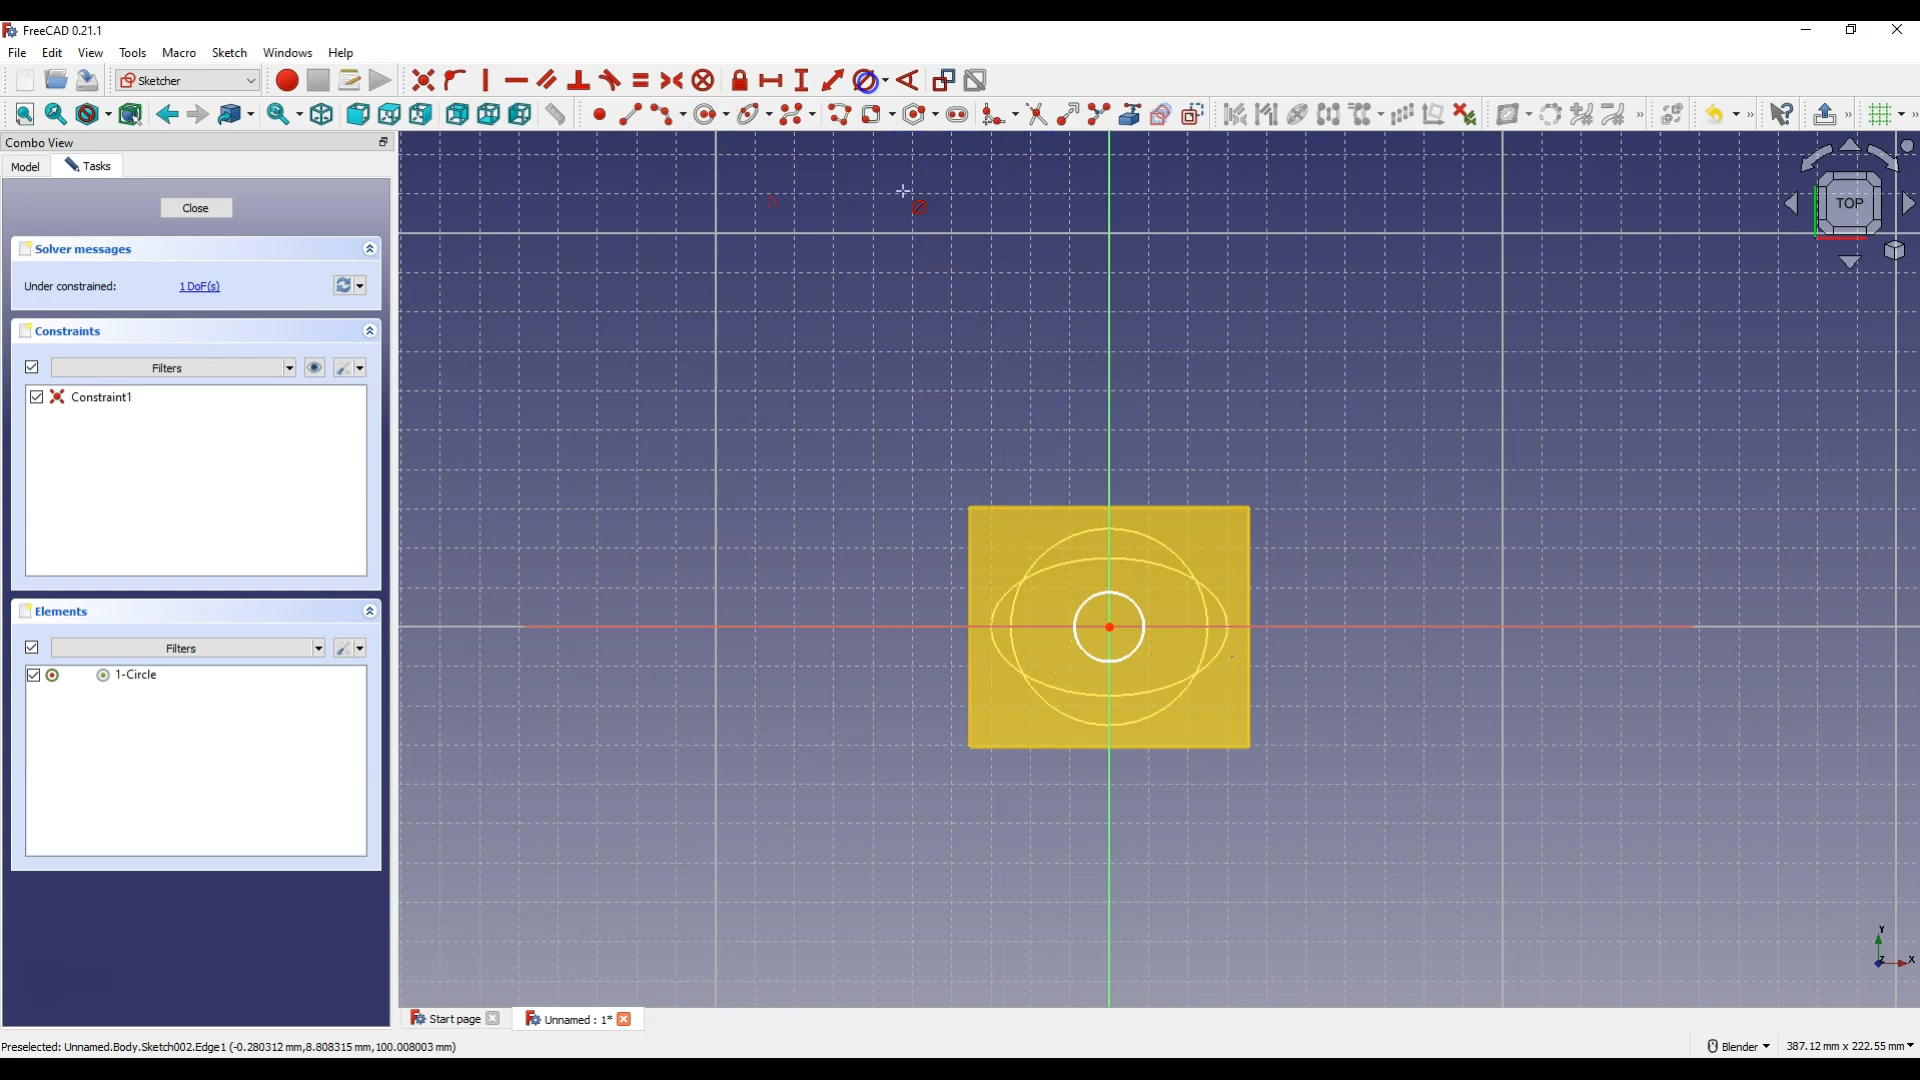 FreeCAD 0.21.1
File Edit View Tools Macro Sketch Windows Help
Sketcher
Combo View
Model Tasks
Close
Solver messages
Under constrained: 1 DoF(s)
Constraints
Filters
Constraint1
Elements
Filters
1-Circle
TOP
Y
Z X
Start page Unnamed : 1*
Preselected: Unnamed.Body.Sketch002.Edge1 (-0.280312 mm,8.808315 mm,100.008003 mm) Blender 387.12 mm x 222.55 mm